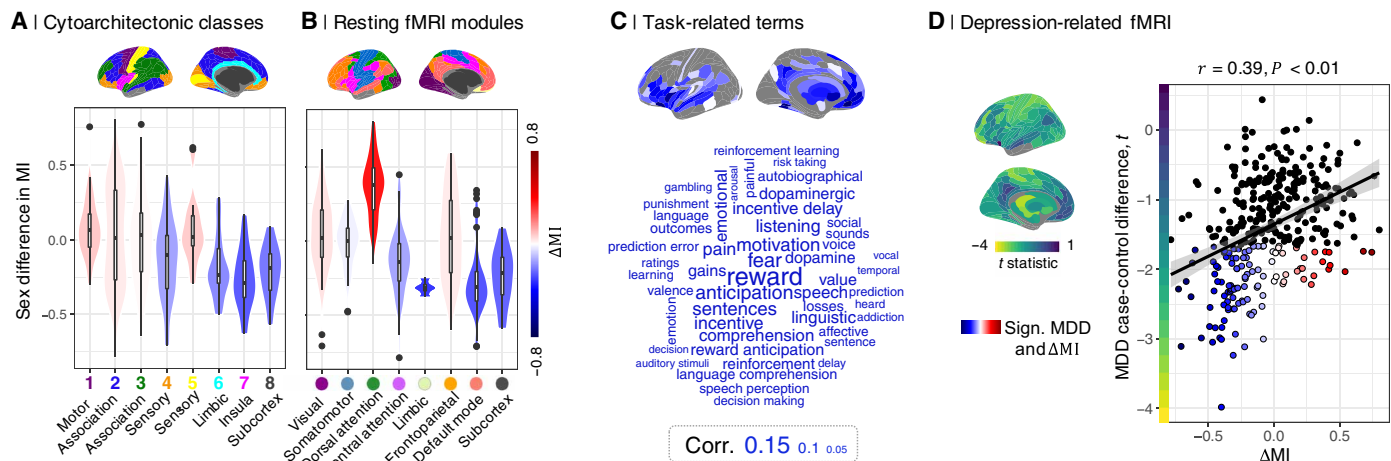 A | Cytoarchitectonic classes
Sex difference in MI
0.5
0.0
−0.5
1 2 3 4 5 6 7 8
Motor
Association
Association
Sensory
Sensory
Limbic
Insula
Subcortex
B | Resting fMRI modules
Visual
Somatomotor
Dorsal attention
entral attention
Limbic
Frontoparietal
Default mode
Subcortex
0.8
ΔMI
−0.8
C | Task-related terms
reinforcement learning
risk taking
arousal
painful
autobiographical
emotional
gambling
dopaminergic
punishment
incentive delay
language
listening social
outcomes
sounds
prediction error pain motivation voice
fear dopamine vocal
ratings
gains reward value temporal
learning
valence anticipation speech prediction
emotion
sentences losses heard
incentive linguistic addiction
comprehension affective
sentence
decision reward anticipation
auditory stimuli reinforcement delay
language comprehension
speech perception
decision making
Corr. 0.15 0.1 0.05
D | Depression-related fMRI
r = 0.39, P < 0.01
−4 1
t statistic
Sign. MDD
and ΔMI
MDD case-control difference, t
0
−1
−2
−3
−4
−0.5 0.0 0.5
ΔMI